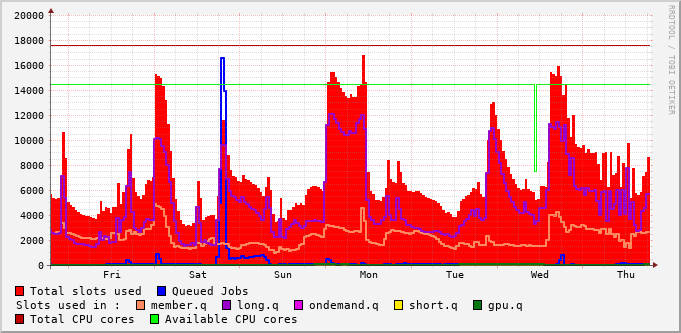 20000
18000
16000
14000
12000
10000
8000
6000
4000
2000
0
Fri Sat Sun Mon Tue Wed Thu
Total slots used Queued Jobs
Slots used in : member.q long.q ondemand.q short.q gpu.q
Total CPU cores Available CPU cores
RRDTOOL / TOBI OETIKER